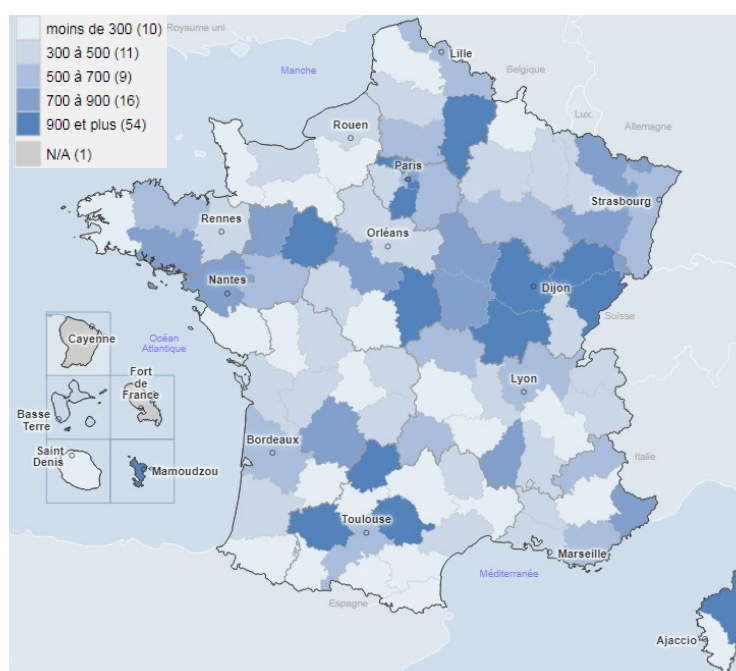 moins de 300 (10)
300 à 500 (11)
500 à 700 (9)
700 à 900 (16)
900 et plus (54)
N/A (1)
Royaume uni
Lille
Manche
Belgique
Rouen
Lux.
Allemagne
Paris
Strasbourg
Rennes
Orléans
Nantes
Dijon
Suisse
Cayenne
Océan
Atlantique
Fort
de
France
Basse
Terre
Lyon
Bordeaux
Saint
Denis
Mamoudzou
Italie
Toulouse
Marseille
Méditerranée
Espagne
Ajaccio